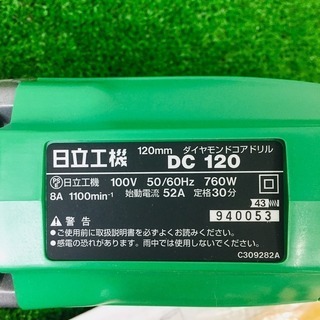 日立工機 120mm ダイヤモンドコアドリル DC 120
日立工機 100V 50/60Hz 760W
8A 1100min⁻¹ 始動電流 52A 定格30分
43
940053
警告
●ご使用前に取扱説明書をよくお読みください。
●感電の恐れがあります。雨中では使用しないでください。
C309282A